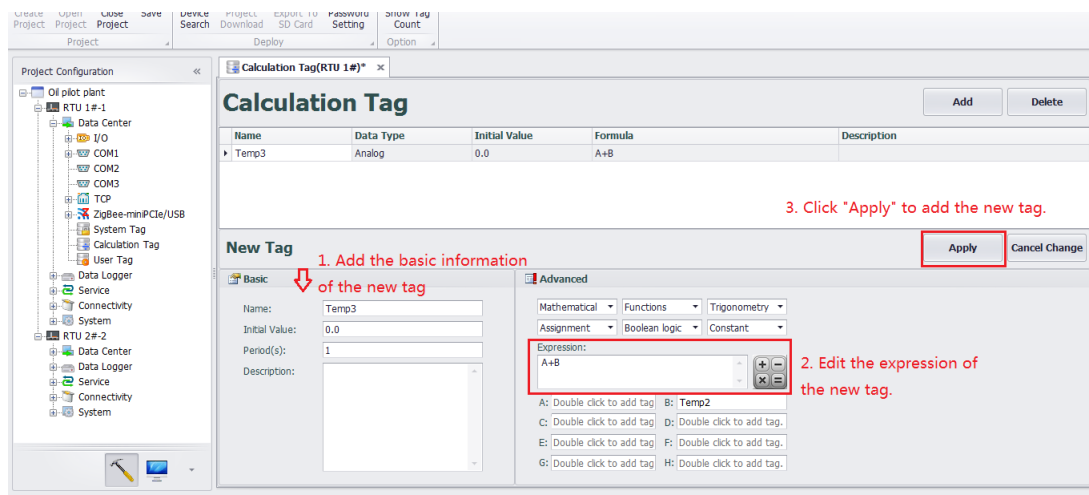 Create Open Close Save Device Project Export To Password Show Tag
Project Project Project Search Download SD Card Setting Count
Project Deploy Option
Project Configuration «
Calculation Tag(RTU 1#)* ×
Oil pilot plant
RTU 1#-1
Data Center
I/O
COM1
COM2
COM3
TCP
ZigBee-miniPCIe/USB
System Tag
Calculation Tag
User Tag
Data Logger
Service
Connectivity
System
RTU 2#-2
Data Center
Data Logger
Service
Connectivity
System
Calculation Tag
Add Delete
Name Data Type Initial Value Formula Description
Temp3 Analog 0.0 A+B
3. Click "Apply" to add the new tag.
New Tag
Apply Cancel Change
1. Add the basic information
of the new tag
Basic
Name: Temp3
Initial Value: 0.0
Period(s): 1
Description:
Advanced
Mathematical Functions Trigonometry
Assignment Boolean logic Constant
Expression:
A+B
+ −
× =
2. Edit the expression of
the new tag.
A: Double click to add tag B: Temp2
C: Double click to add tag D: Double click to add tag.
E: Double click to add tag F: Double click to add tag.
G: Double click to add tag H: Double click to add tag.